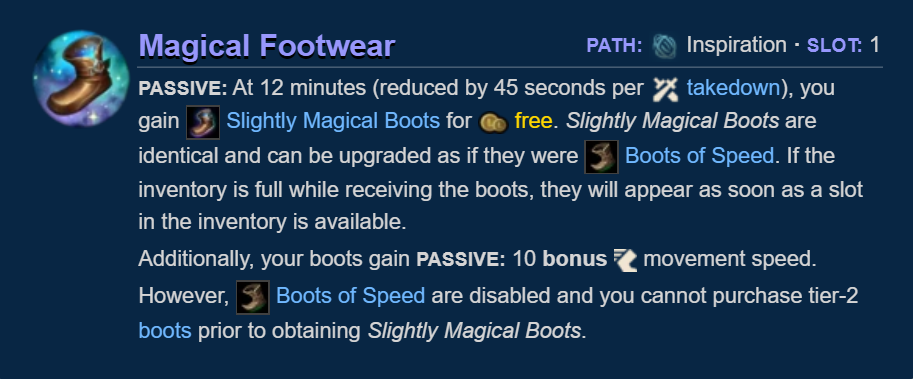 Magical Footwear
PATH: Inspiration · SLOT: 1
PASSIVE: At 12 minutes (reduced by 45 seconds per takedown), you
gain Slightly Magical Boots for free. Slightly Magical Boots are
identical and can be upgraded as if they were Boots of Speed. If the
inventory is full while receiving the boots, they will appear as soon as a slot
in the inventory is available.
Additionally, your boots gain PASSIVE: 10 bonus movement speed.
However, Boots of Speed are disabled and you cannot purchase tier-2
boots prior to obtaining Slightly Magical Boots.